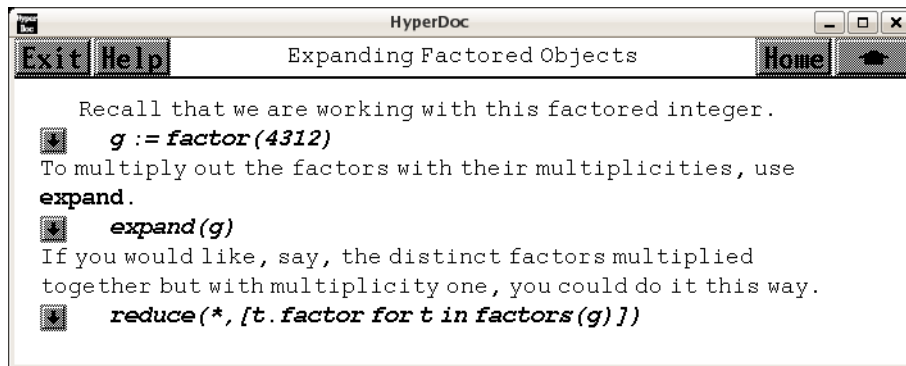 HyperDoc
Exit Help Expanding Factored Objects Home
Recall that we are working with this factored integer.
g := factor(4312)
To multiply out the factors with their multiplicities, use
expand.
expand(g)
If you would like, say, the distinct factors multiplied
together but with multiplicity one, you could do it this way.
reduce(*,[t.factor for t in factors(g)])